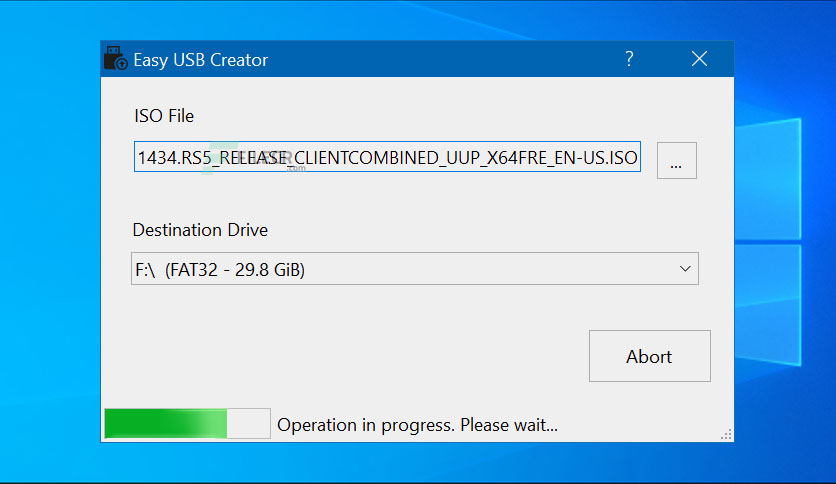 Easy USB Creator
?
ISO File
1434.RS5_RELEASE_CLIENTCOMBINED_UUP_X64FRE_EN-US.ISO
...
Destination Drive
F:\ (FAT32 - 29.8 GiB)
Abort
Operation in progress. Please wait...